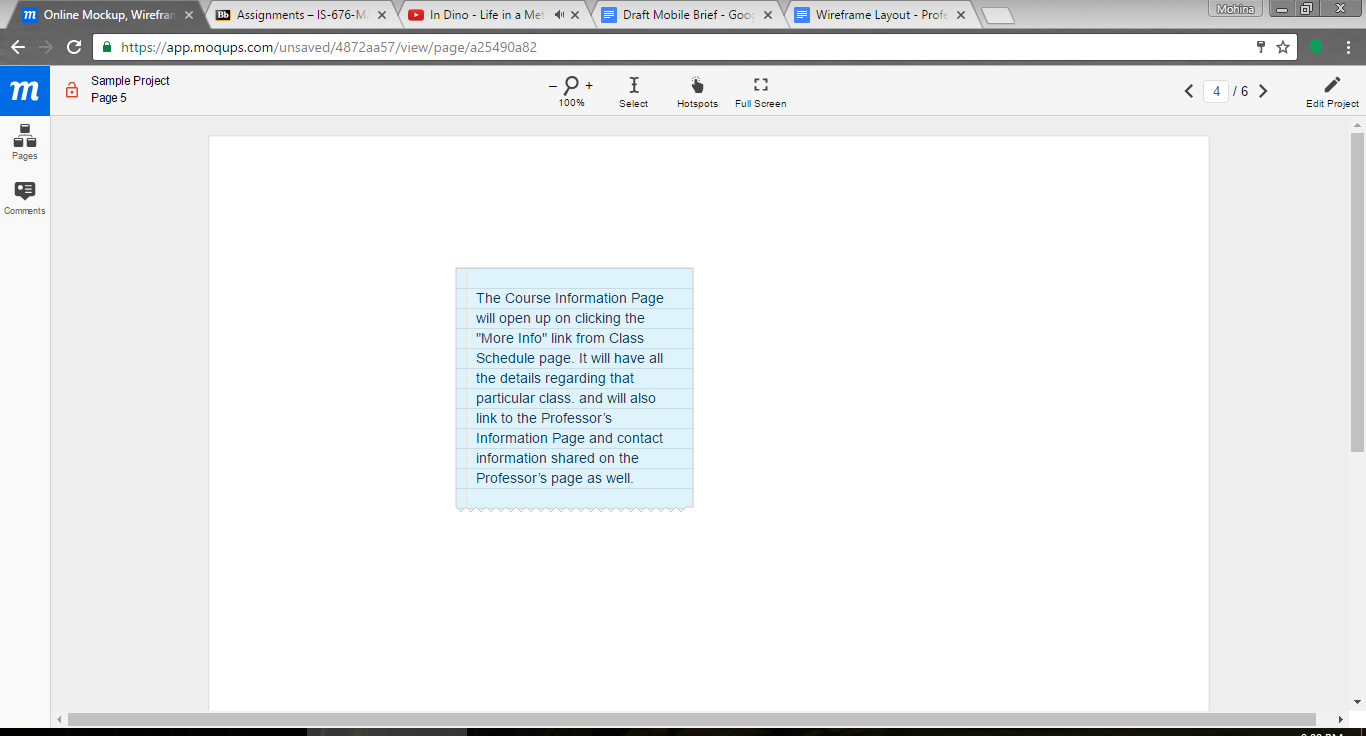 Online Mockup, Wirefran
Assignments – IS-676-M
In Dino - Life in a Met
Draft Mobile Brief - Goog
Wireframe Layout - Profe
Mohina
https://app.moqups.com/unsaved/4872aa57/view/page/a25490a82
m
Sample Project
Page 5
– +
100%
Select
Hotspots
Full Screen
4 / 6
Edit Project
Pages
Comments
The Course Information Page
will open up on clicking the
"More Info" link from Class
Schedule page. It will have all
the details regarding that
particular class. and will also
link to the Professor’s
Information Page and contact
information shared on the
Professor’s page as well.